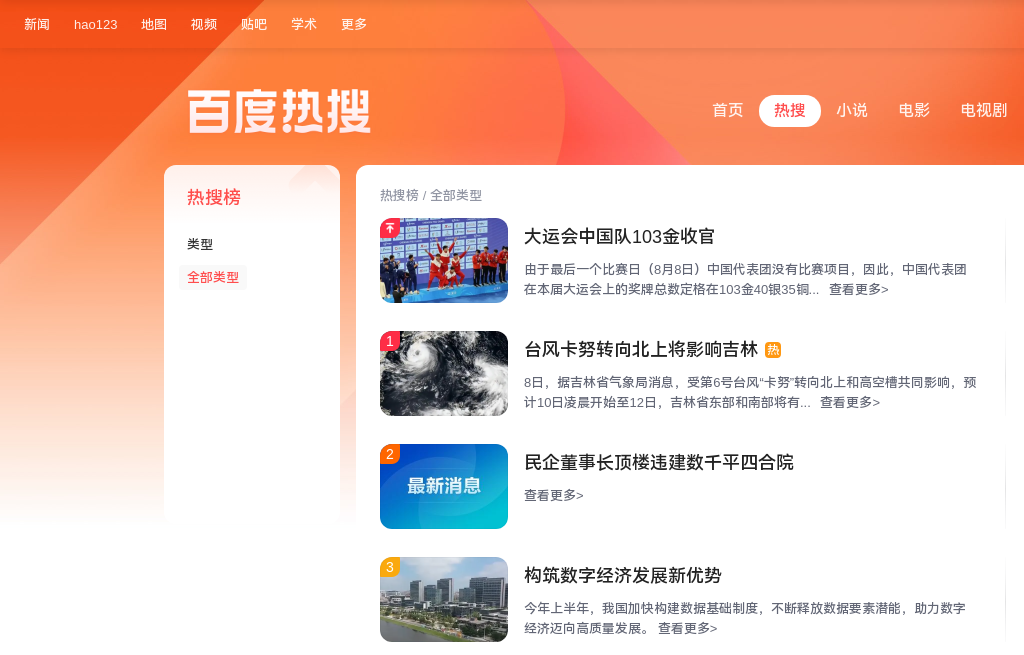 新闻 hao123 地图 视频 贴吧 学术 更多
百度热搜
首页 热搜 小说 电影 电视剧
热搜榜
类型
全部类型
热搜榜 / 全部类型
大运会中国队103金收官
由于最后一个比赛日（8月8日）中国代表团没有比赛项目，因此，中国代表团
在本届大运会上的奖牌总数定格在103金40银35铜... 查看更多>
1
台风卡努转向北上将影响吉林 热
8日，据吉林省气象局消息，受第6号台风“卡努”转向北上和高空槽共同影响，预
计10日凌晨开始至12日，吉林省东部和南部将有... 查看更多>
2
最新消息
民企董事长顶楼违建数千平四合院
查看更多>
3
构筑数字经济发展新优势
今年上半年，我国加快构建数据基础制度，不断释放数据要素潜能，助力数字
经济迈向高质量发展。 查看更多>